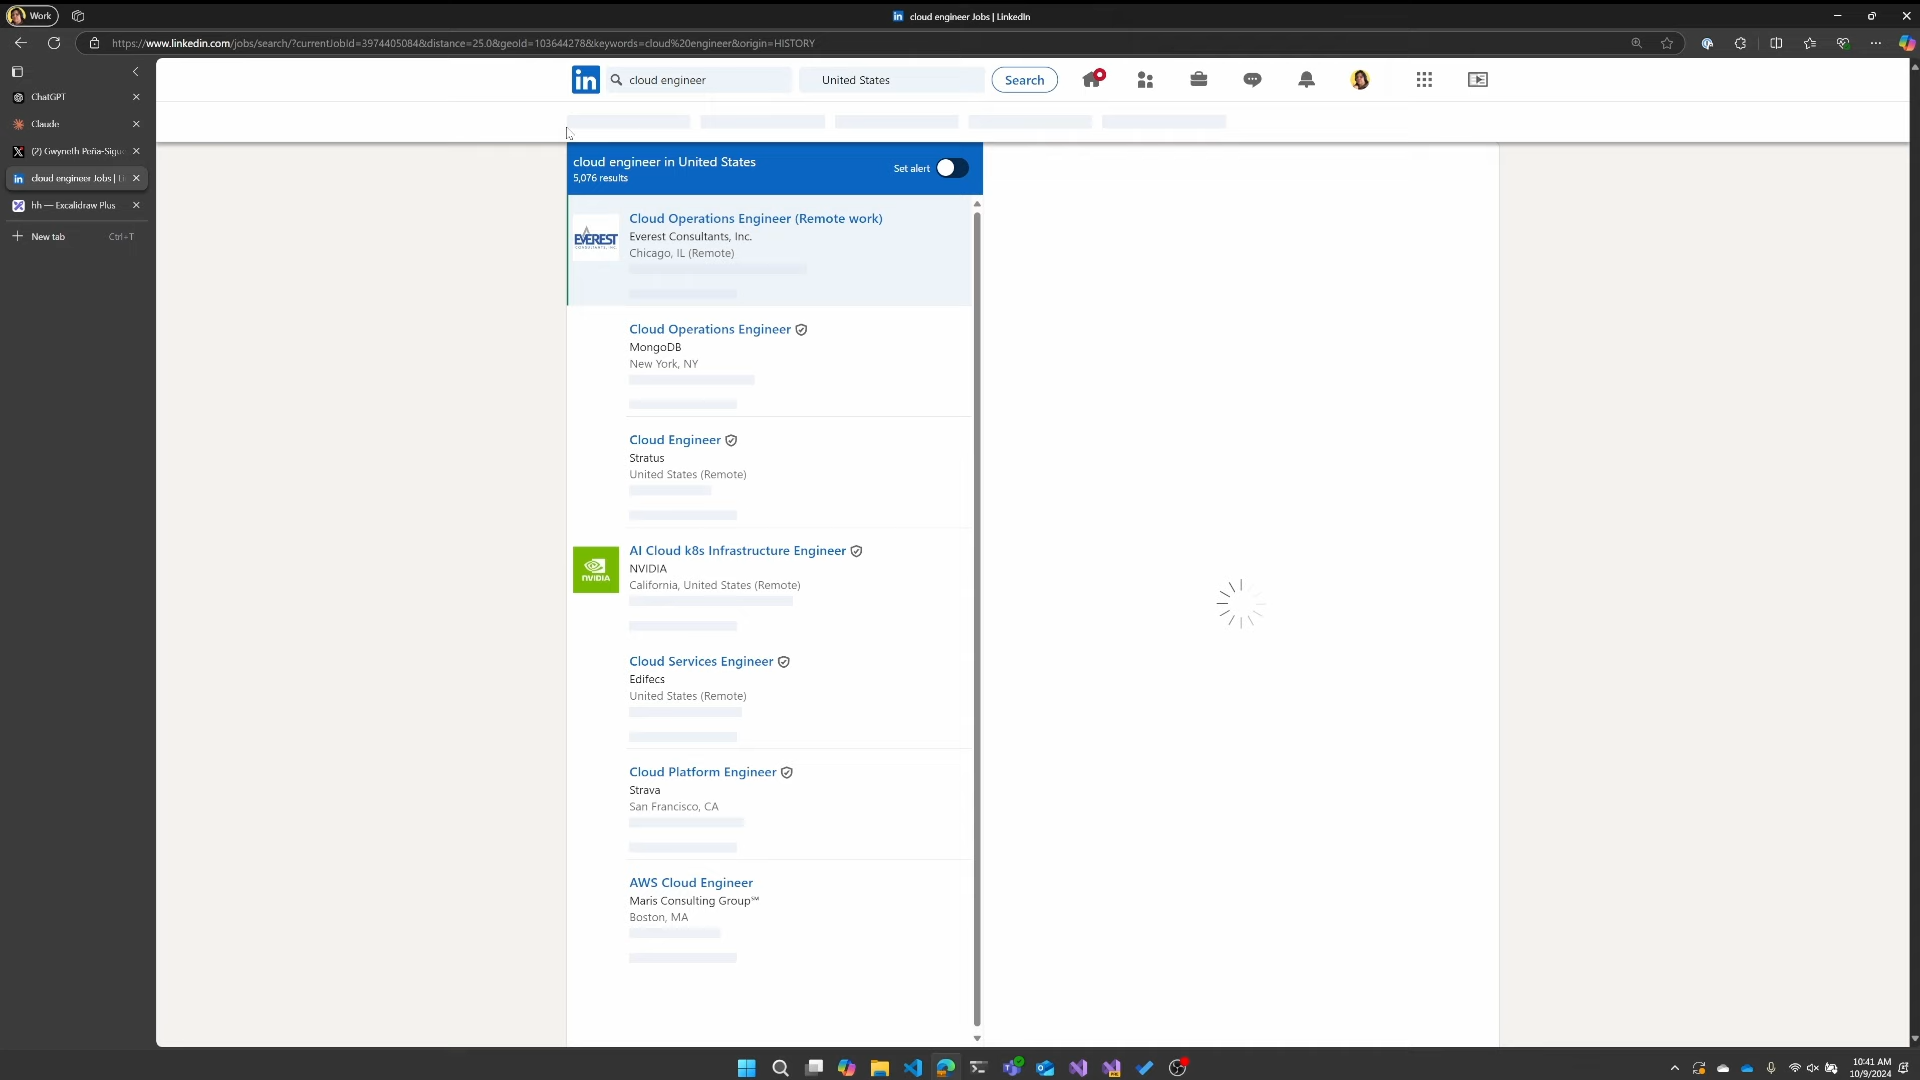 Work
cloud engineer Jobs | LinkedIn
https://www.linkedin.com/jobs/search/?currentJobId=3974405084&distance=25.0&geoId=103644278&keywords=cloud%20engineer&origin=HISTORY
ChatGPT
Claude
(2) Gwyneth Peña-Sigu
cloud engineer Jobs | Li
hh — Excalidraw Plus
New tab Ctrl+T
in cloud engineer United States Search
cloud engineer in United States
5,076 results
Set alert
Cloud Operations Engineer (Remote work)
EVEREST
Everest Consultants, Inc.
Chicago, IL (Remote)
Cloud Operations Engineer
MongoDB
New York, NY
Cloud Engineer
Stratus
United States (Remote)
AI Cloud k8s Infrastructure Engineer
NVIDIA
NVIDIA
California, United States (Remote)
Cloud Services Engineer
Edifecs
United States (Remote)
Cloud Platform Engineer
Strava
San Francisco, CA
AWS Cloud Engineer
Maris Consulting Group℠
Boston, MA
10:41 AM
10/9/2024